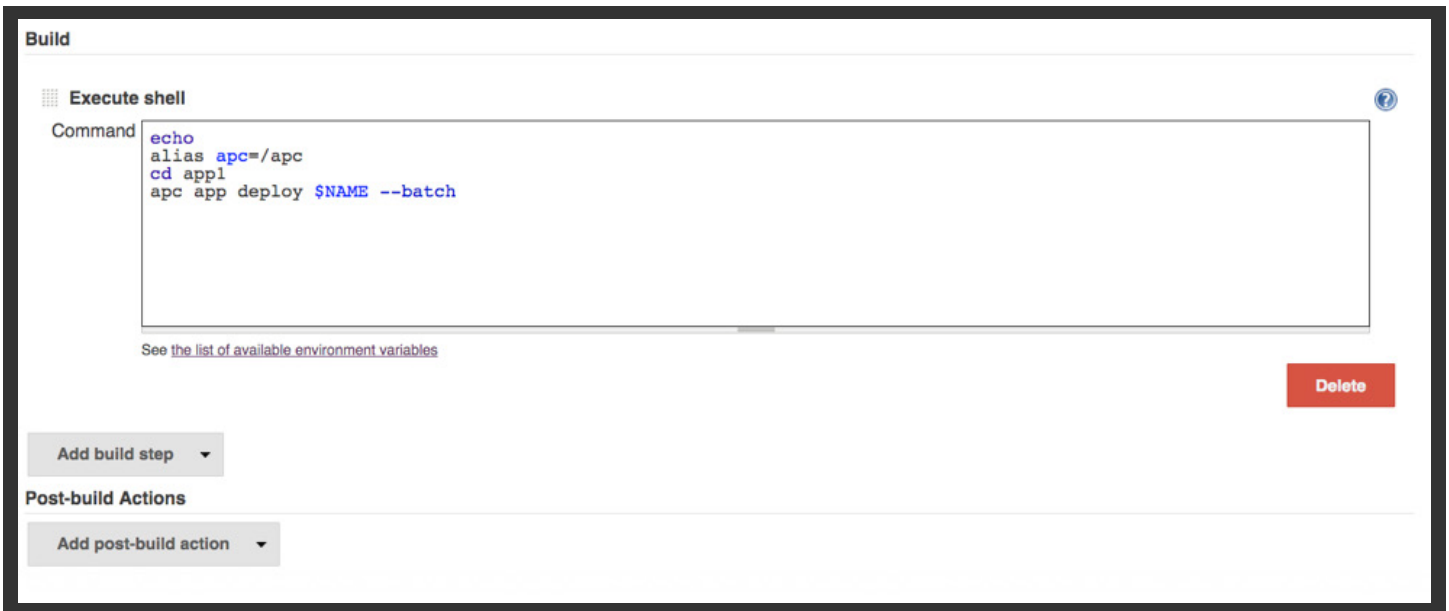 Build
Execute shell
?
Command
echo
alias apc=/apc
cd app1
apc app deploy $NAME --batch
See the list of available environment variables
Delete
Add build step
Post-build Actions
Add post-build action